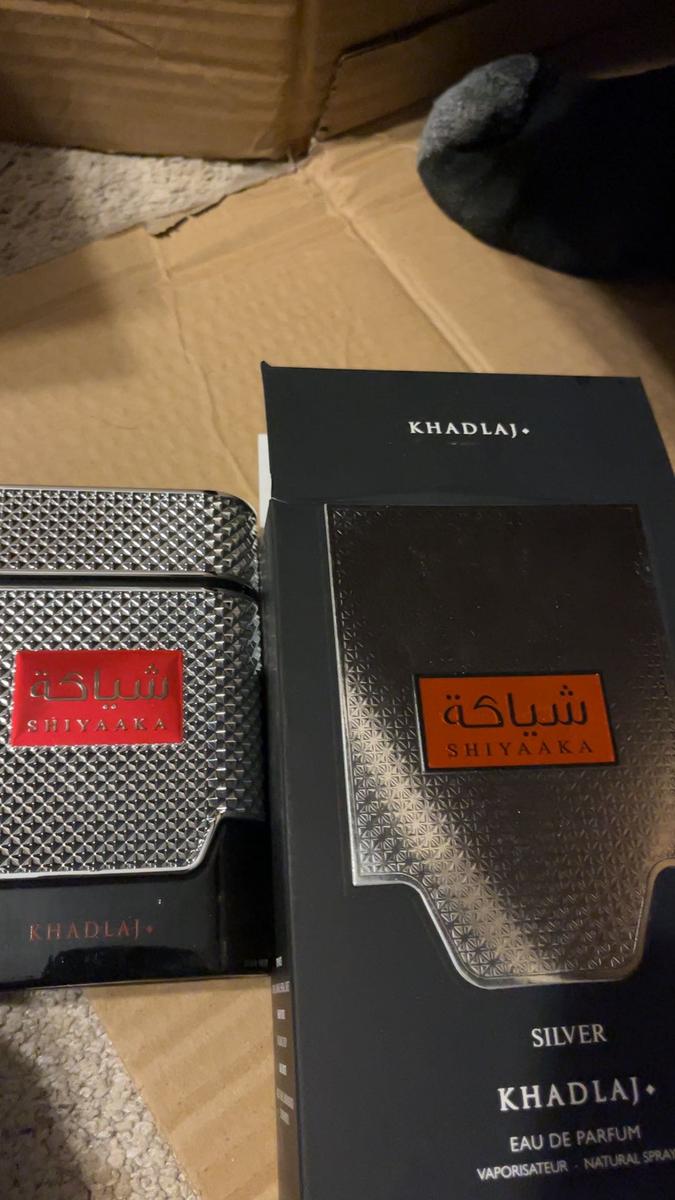 شياكة
SHIYAAKA
KHADLAJ
KHADLAJ
شياكة
SHIYAAKA
SILVER
KHADLAJ
EAU DE PARFUM
VAPORISATEUR · NATURAL SPRAY